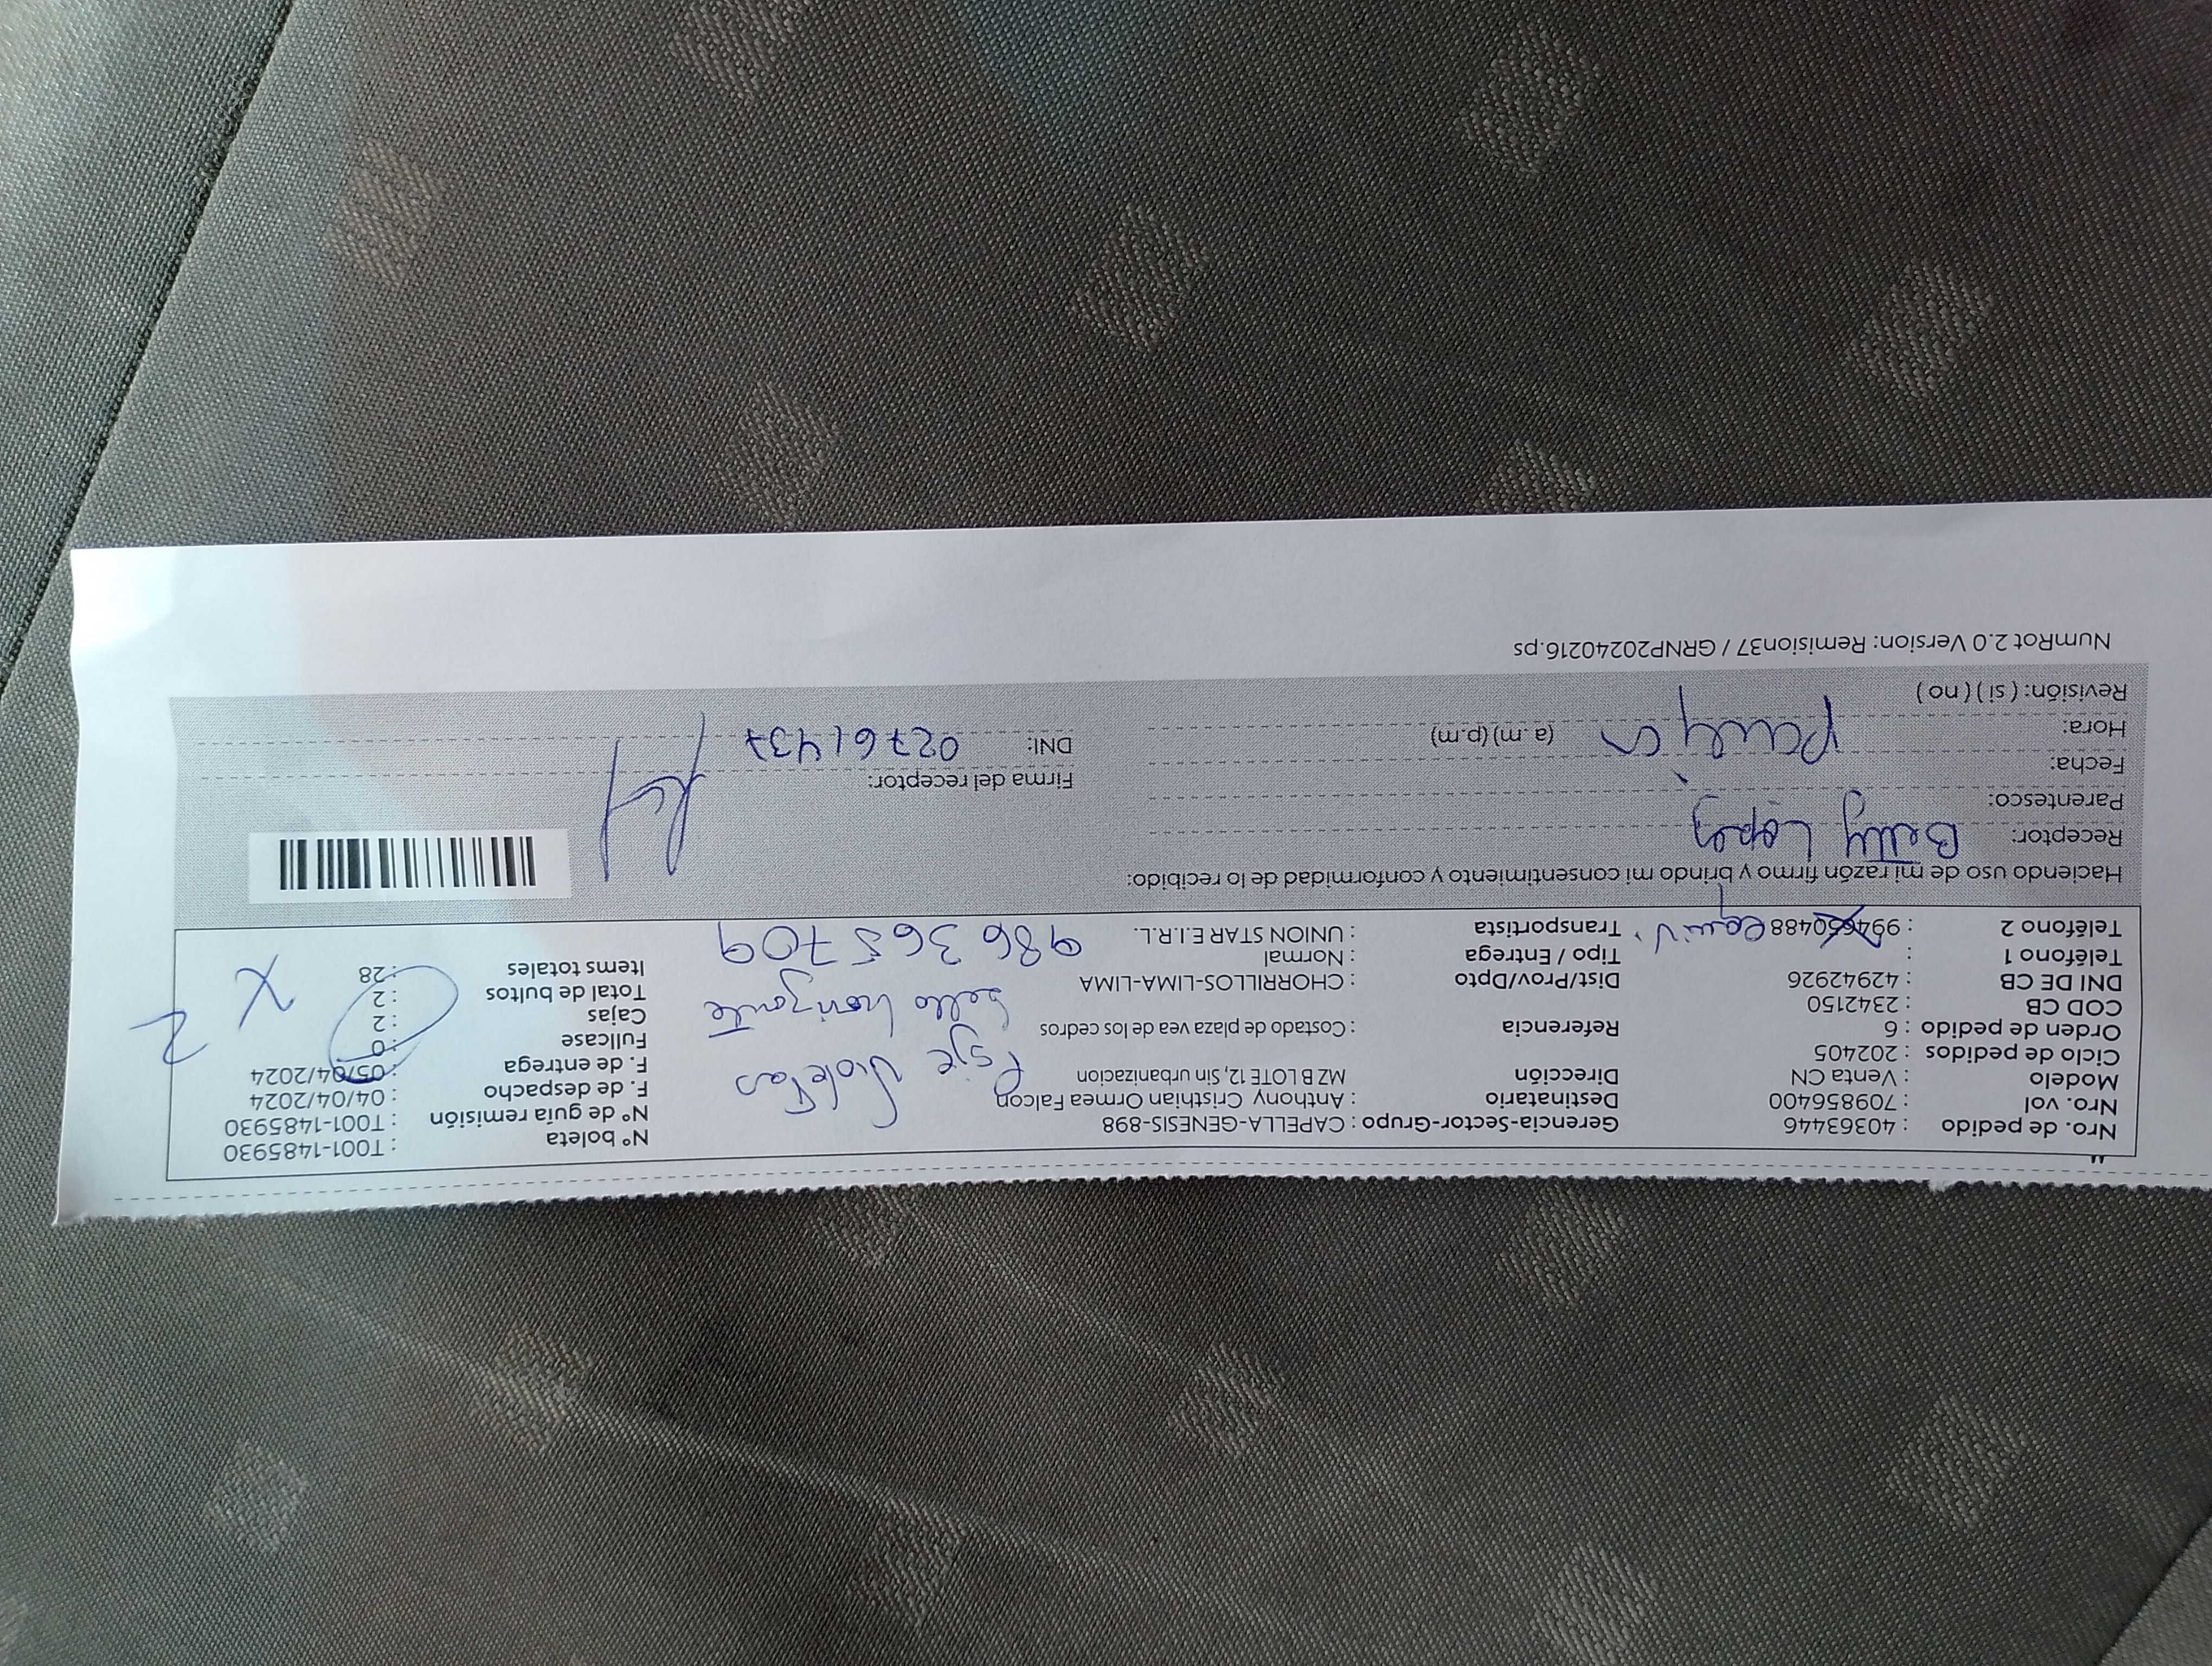 Nro. de pedido : 40363446 Gerencia-Sector-Grupo : CAPELLA-GENESIS-898 Nº boleta : T001-1485930
Nro. vol : 709856400 Destinatario : Anthony Cristhian Ormea Falcon Nº de guía remisión : T001-1485930
Modelo : Venta CN Dirección MZ B LOTE 12, Sin urbanizacion Psje Violetas F. de despacho : 04/04/2024
Ciclo de pedidos : 202405 F. de entrega : 05/04/2024
Orden de pedido : 6 Referencia : Costado de plaza vea de los cedros bello horizonte Fullcase : 0
COD CB : 2342150 Cajas : 2 X 2
DNI DE CB : 42942926 Dist/Prov/Dpto : CHORRILLOS-LIMA-LIMA Total de bultos : 2
Teléfono 1 : Tipo / Entrega : Normal Items totales : 28
Teléfono 2 : 994650488 equiv. Transportista : UNION STAR E.I.R.L. 986 365 709
Haciendo uso de mi razón firmo y brindo mi consentimiento y conformidad de lo recibido:
Receptor: Betty Lopez
Parentesco:
Fecha: Firma del receptor:
Hora: (a.m) (p.m) DNI: 02761437
Revisión: ( si ) ( no )
NumRot 2.0 Version: Remision37 / GRNP20240216.ps